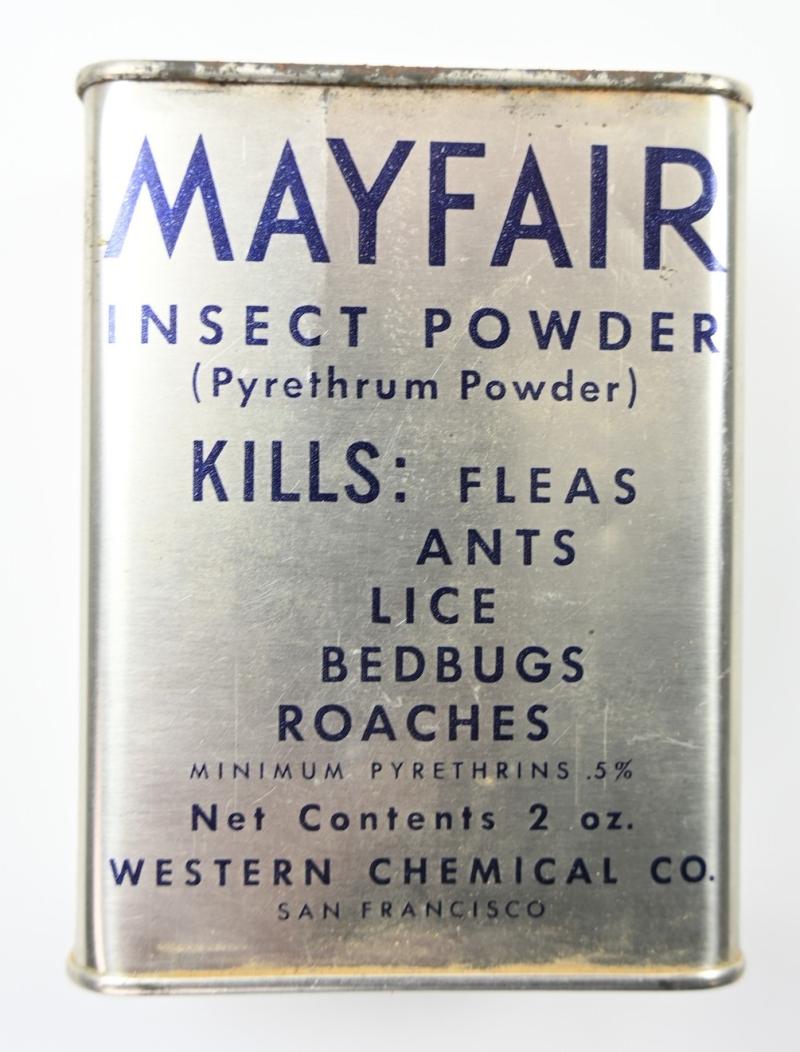 MAYFAIR
INSECT POWDER
(Pyrethrum Powder)
KILLS: FLEAS
ANTS
LICE
BEDBUGS
ROACHES
MINIMUM PYRETHRINS .5%
Net Contents 2 oz.
WESTERN CHEMICAL CO.
SAN FRANCISCO